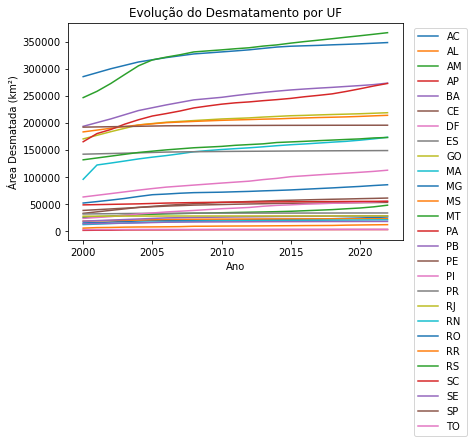 Evolução do Desmatamento por UF
Área Desmatada (km²)
350000
300000
250000
200000
150000
100000
50000
0
2000
2005
2010
2015
2020
Ano
AC
AL
AM
AP
BA
CE
DF
ES
GO
MA
MG
MS
MT
PA
PB
PE
PI
PR
RJ
RN
RO
RR
RS
SC
SE
SP
TO